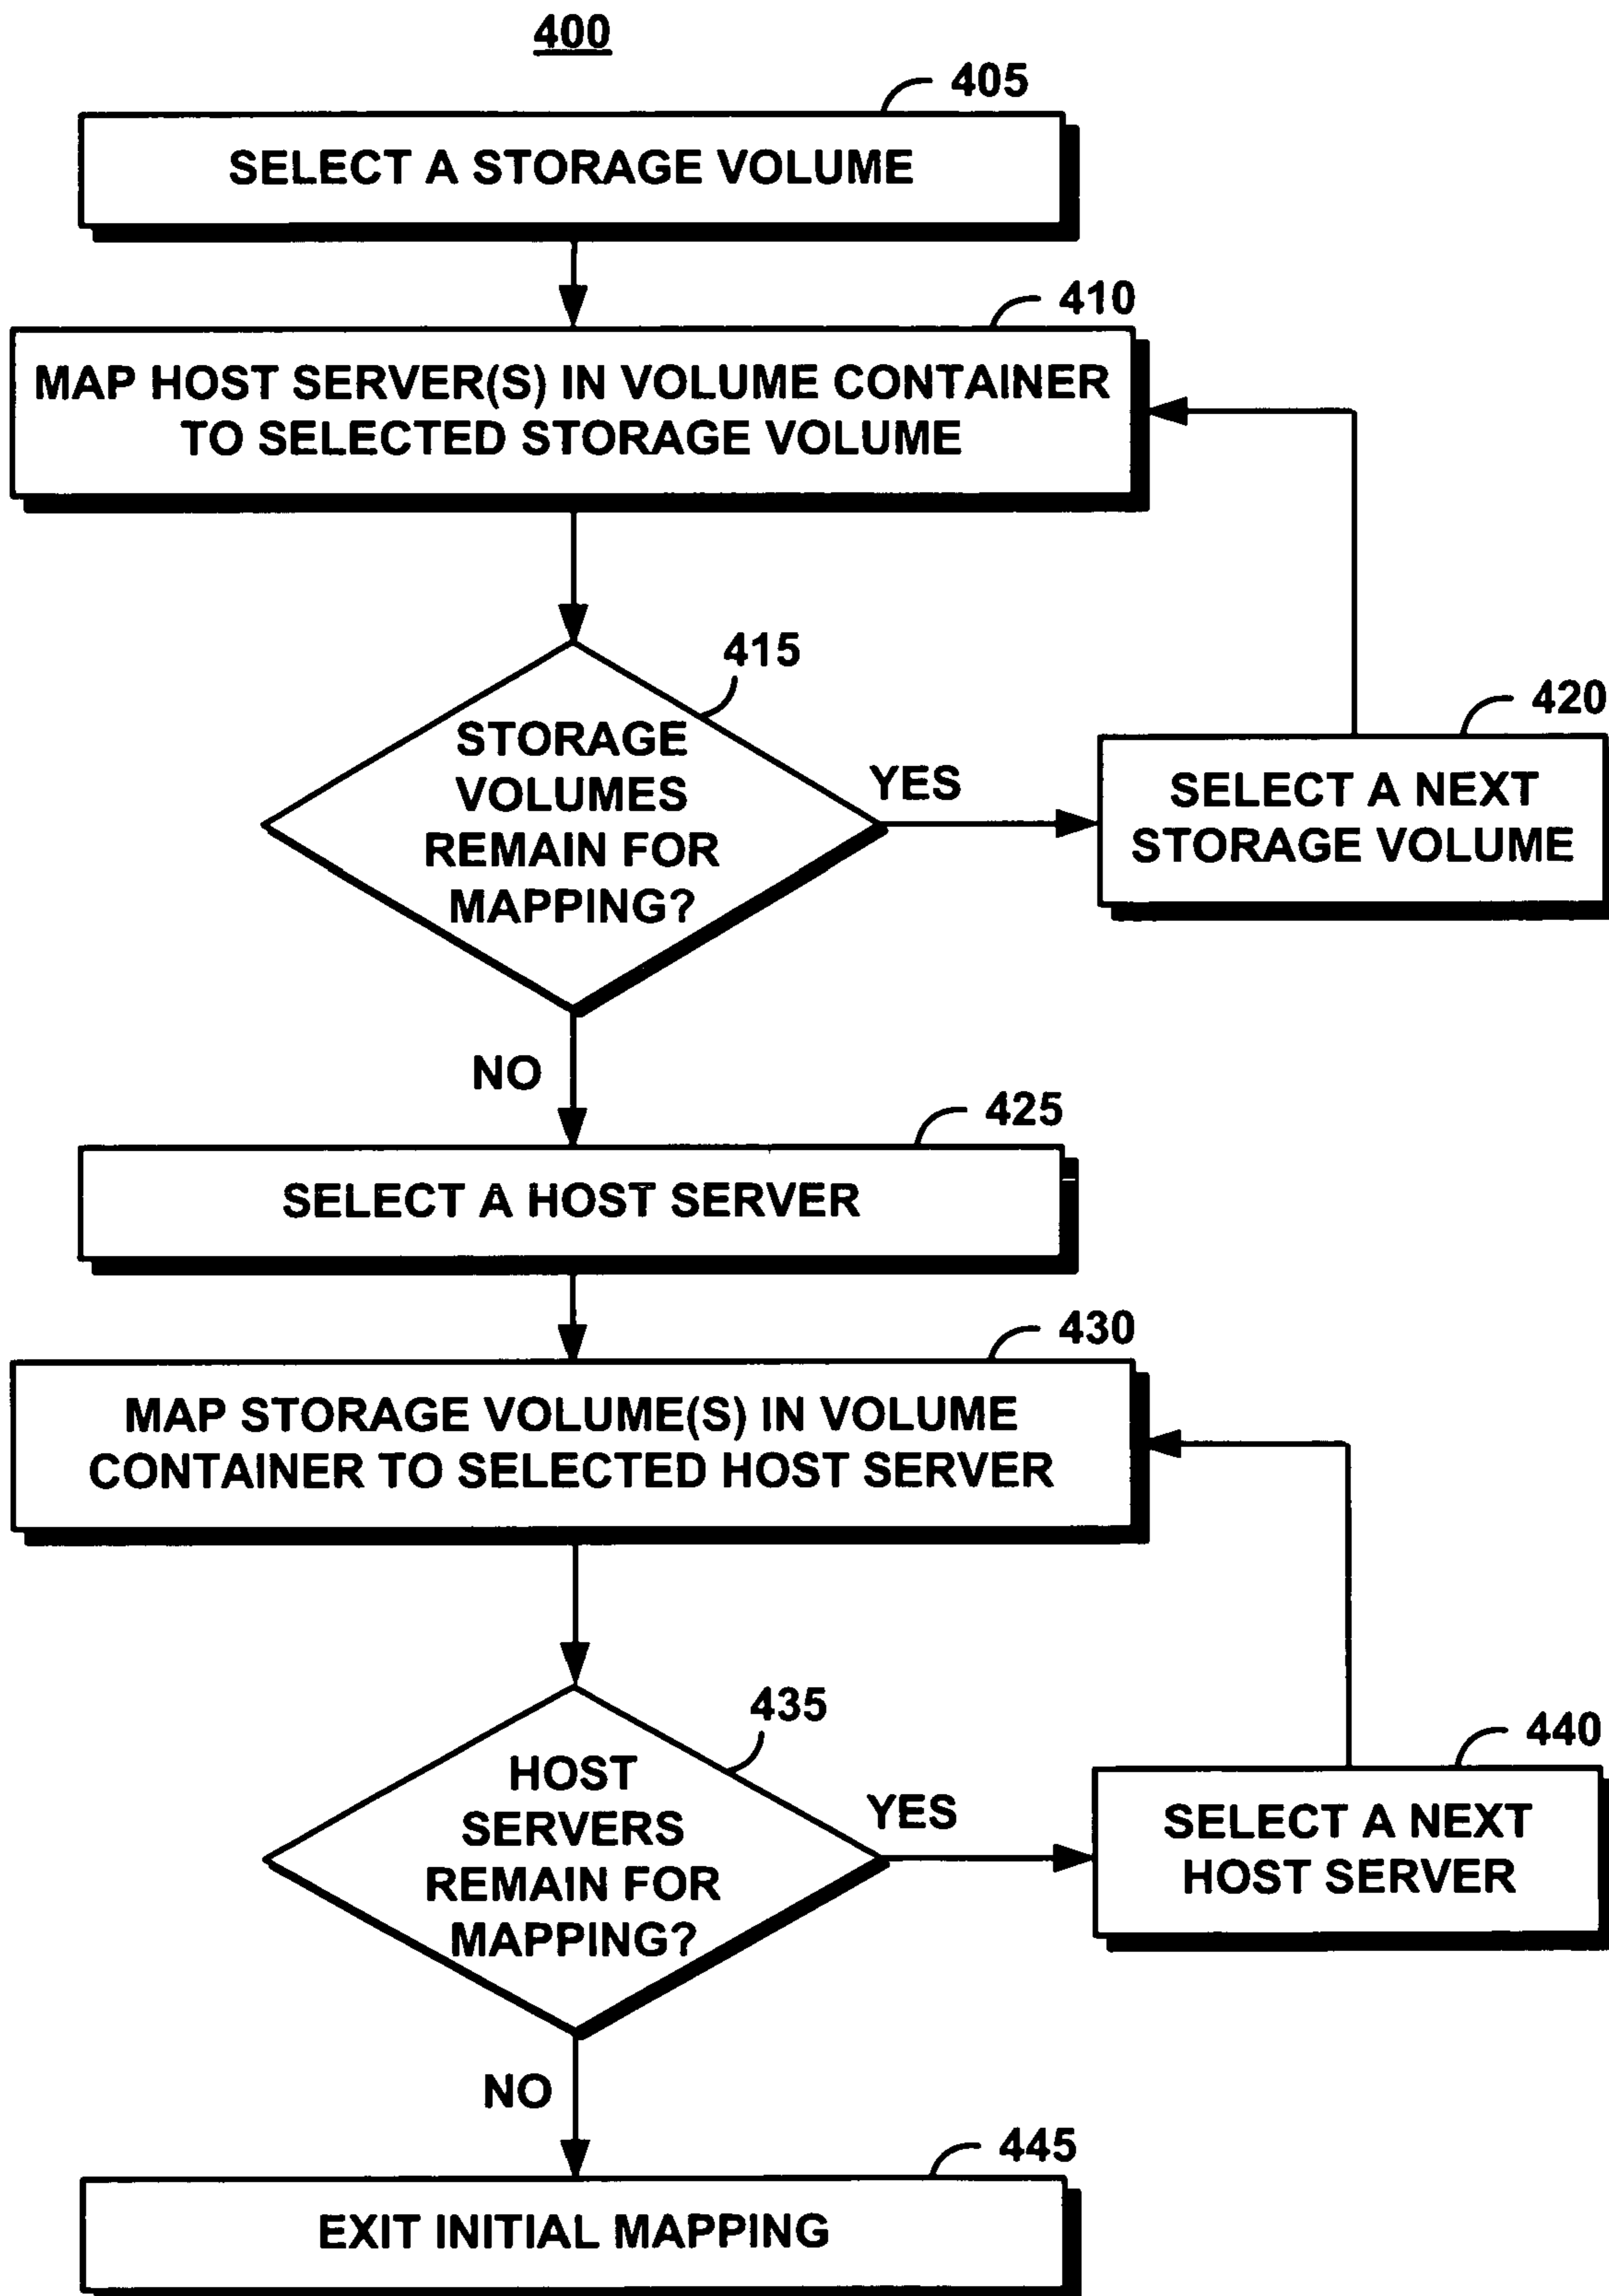 400
405
SELECT A STORAGE VOLUME
410
MAP HOST SERVER(S) IN VOLUME CONTAINER
TO SELECTED STORAGE VOLUME
415
STORAGE
VOLUMES
REMAIN FOR
MAPPING?
YES
420
SELECT A NEXT
STORAGE VOLUME
NO
425
SELECT A HOST SERVER
430
MAP STORAGE VOLUME(S) IN VOLUME
CONTAINER TO SELECTED HOST SERVER
435
HOST
SERVERS
REMAIN FOR
MAPPING?
YES
440
SELECT A NEXT
HOST SERVER
NO
445
EXIT INITIAL MAPPING